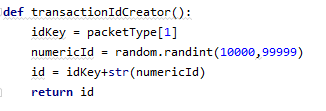 def transactionIdCreator():
    idKey = packetType[1]
    numericId = random.randint(10000,99999)
    id = idKey+str(numericId)
    return id